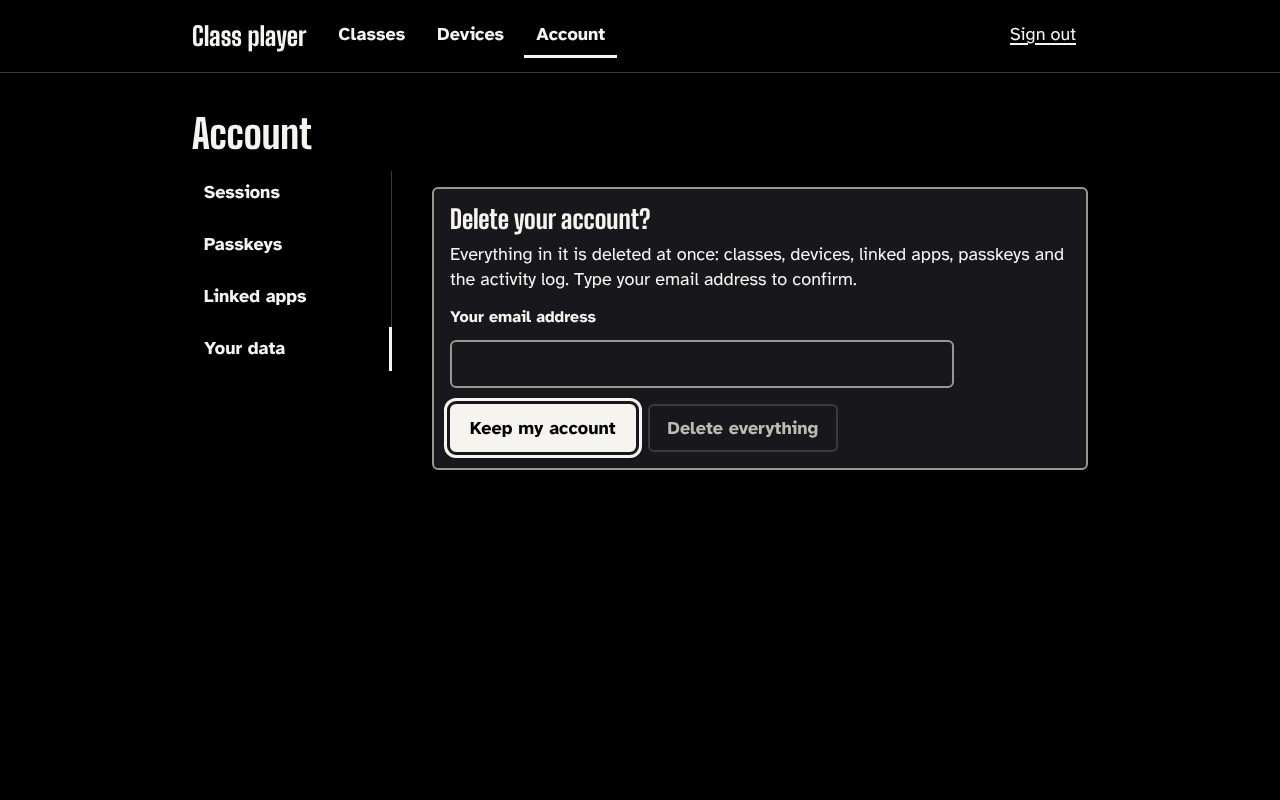 Class player
Classes
Devices
Account
Sign out
Account
Sessions
Passkeys
Linked apps
Your data
Delete your account?
Everything in it is deleted at once: classes, devices, linked apps, passkeys and
the activity log. Type your email address to confirm.
Your email address
Keep my account
Delete everything